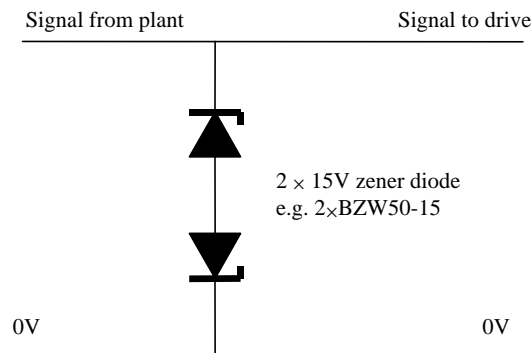 Signal from plant
Signal to drive
2 × 15V zener diode
e.g. 2×BZW50-15
0V
0V